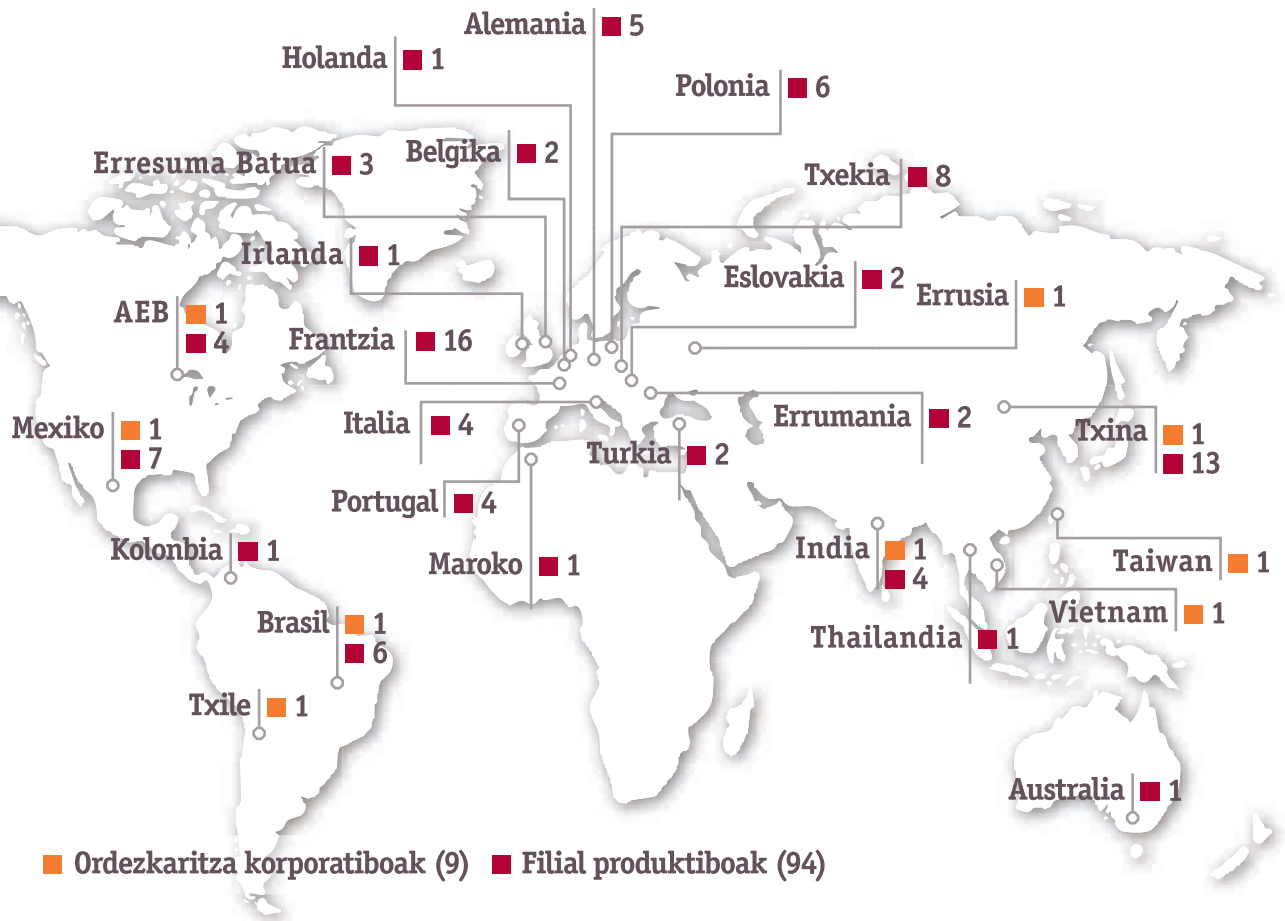 Alemania 5
Holanda 1
Polonia 6
Erresuma Batua 3
Belgika 2
Txekia 8
Irlanda 1
Eslovakia 2
Errusia 1
AEB 1
4
Frantzia 16
Mexiko 1
7
Italia 4
Errumania 2
Txina 1
13
Turkia 2
Portugal 4
Kolonbia 1
Maroko 1
India 1
4
Taiwan 1
Vietnam 1
Brasil 1
6
Thailandia 1
Txile 1
Australia 1
Ordezkaritza korporatiboak (9) Filial produktiboak (94)